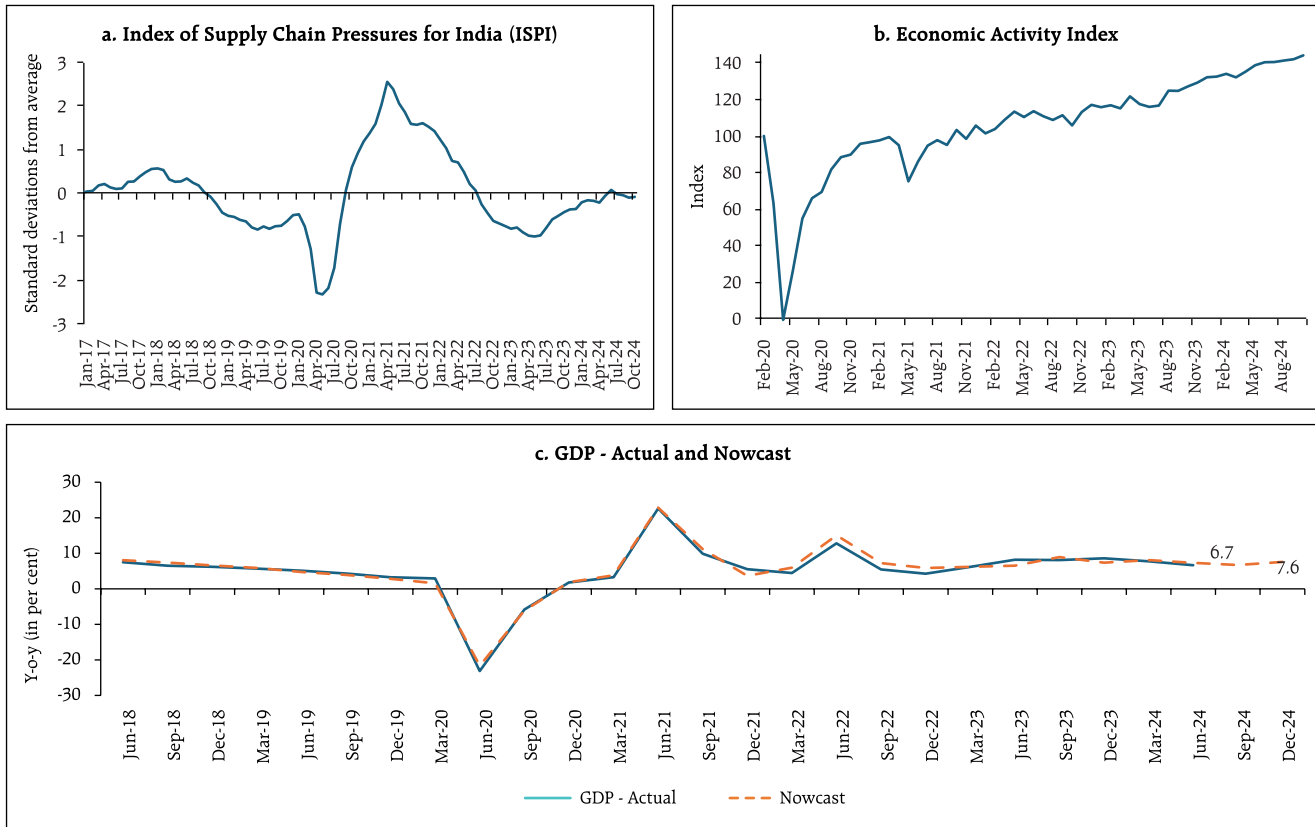 a. Index of Supply Chain Pressures for India (ISPI)
Standard deviations from average
3
2
1
0
-1
-2
-3
Jan-17
Apr-17
Jul-17
Oct-17
Jan-18
Apr-18
Jul-18
Oct-18
Jan-19
Apr-19
Jul-19
Oct-19
Jan-20
Apr-20
Jul-20
Oct-20
Jan-21
Apr-21
Jul-21
Oct-21
Jan-22
Apr-22
Jul-22
Oct-22
Jan-23
Apr-23
Jul-23
Oct-23
Jan-24
Apr-24
Jul-24
Oct-24
b. Economic Activity Index
Index
140
120
100
80
60
40
20
0
Feb-20
May-20
Aug-20
Nov-20
Feb-21
May-21
Aug-21
Nov-21
Feb-22
May-22
Aug-22
Nov-22
Feb-23
May-23
Aug-23
Nov-23
Feb-24
May-24
Aug-24
c. GDP - Actual and Nowcast
Y-o-y (in per cent)
30
20
10
0
-10
-20
-30
6.7
7.6
Jun-18
Sep-18
Dec-18
Mar-19
Jun-19
Sep-19
Dec-19
Mar-20
Jun-20
Sep-20
Dec-20
Mar-21
Jun-21
Sep-21
Dec-21
Mar-22
Jun-22
Sep-22
Dec-22
Mar-23
Jun-23
Sep-23
Dec-23
Mar-24
Jun-24
Sep-24
Dec-24
GDP - Actual
Nowcast